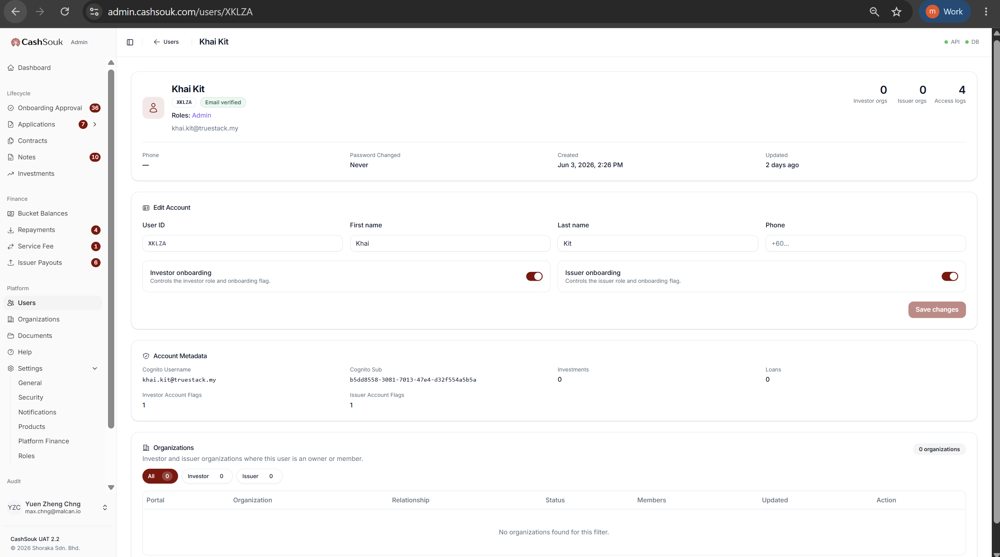 admin.cashsouk.com/users/XKLZA
m Work
CashSouk Admin
Users
Khai Kit
API DB
Dashboard
Lifecycle
Onboarding Approval 36
Applications 7
Contracts
Notes 10
Investments
Finance
Bucket Balances
Repayments 4
Service Fee 1
Issuer Payouts 6
Platform
Users
Organizations
Documents
Help
Settings
General
Security
Notifications
Products
Platform Finance
Roles
Audit
YZC
Yuen Zheng Chng
max.chng@malcan.io
CashSouk UAT 2.2
© 2026 Shoraka Sdn. Bhd.
Khai Kit
XKLZA Email verified
Roles: Admin
khai.kit@truestack.my
0 0 4
Investor orgs Issuer orgs Access logs
Phone Password Changed Created Updated
— Never Jun 3, 2026, 2:26 PM 2 days ago
Edit Account
User ID First name Last name Phone
XKLZA Khai Kit +60...
Investor onboarding
Controls the investor role and onboarding flag.
Issuer onboarding
Controls the issuer role and onboarding flag.
Save changes
Account Metadata
Cognito Username Cognito Sub Investments Loans
khai.kit@truestack.my b5dd8558-3081-7013-47e4-d32f554a5b5a 0 0
Investor Account Flags Issuer Account Flags
1 1
Organizations
0 organizations
Investor and issuer organizations where this user is an owner or member.
All 0 Investor 0 Issuer 0
Portal Organization Relationship Status Members Updated Action
No organizations found for this filter.